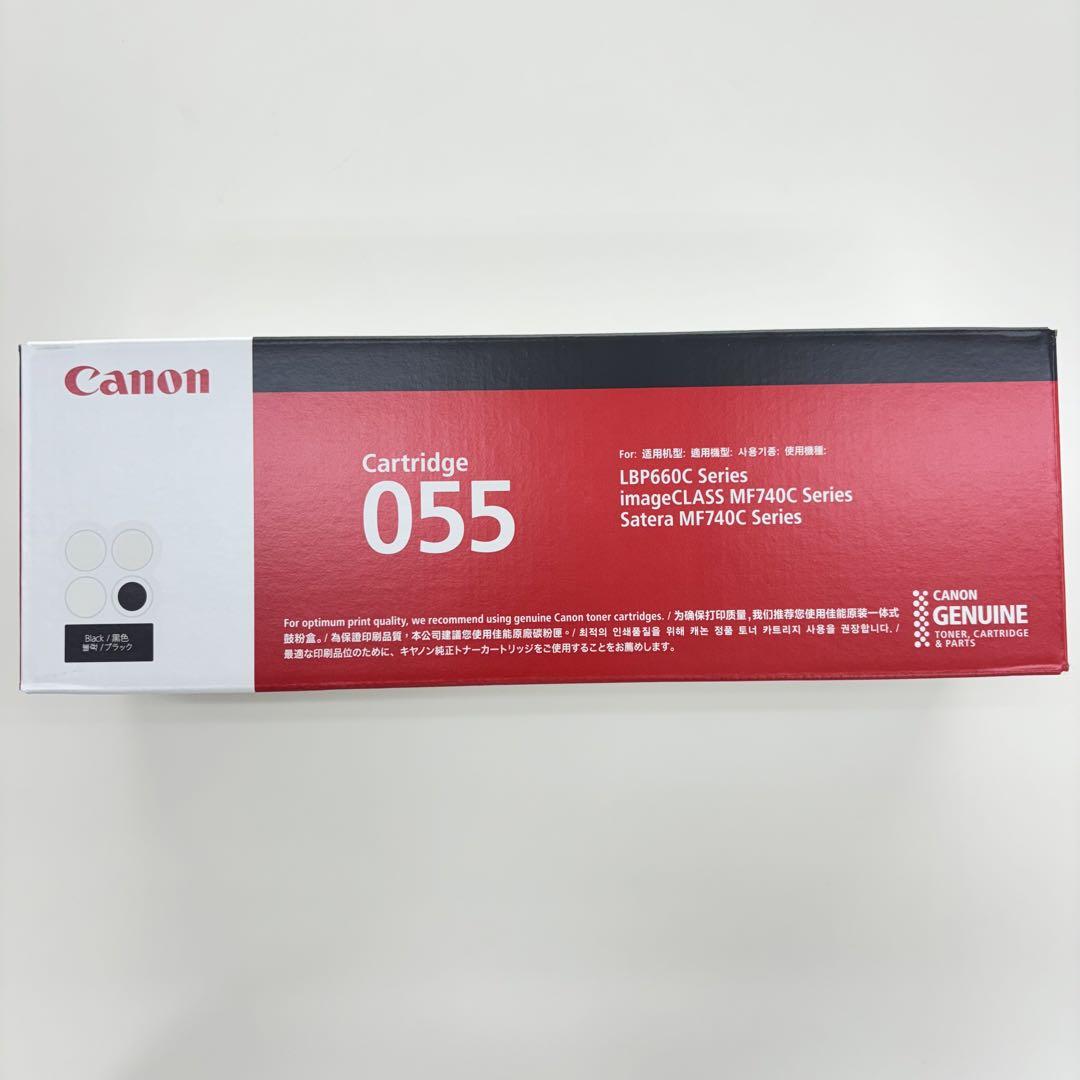 Canon
Cartridge
055
For: 适用机型: 適用機型: 사용기종: 使用機種:
LBP660C Series
imageCLASS MF740C Series
Satera MF740C Series
Black / 黑色
블랙 / ブラック
For optimum print quality, we recommend using genuine Canon toner cartridges. / 为确保打印质量，我们推荐您使用佳能原装一体式
鼓粉盒。/ 為保證印刷品質，本公司建議您使用佳能原廠碳粉匣。/ 최적의 인쇄품질을 위해 캐논 정품 토너 카트리지 사용을 권장합니다. /
最適な印刷品位のために、キヤノン純正トナーカートリッジをご使用することをお薦めします。
CANON
GENUINE
TONER, CARTRIDGE
& PARTS